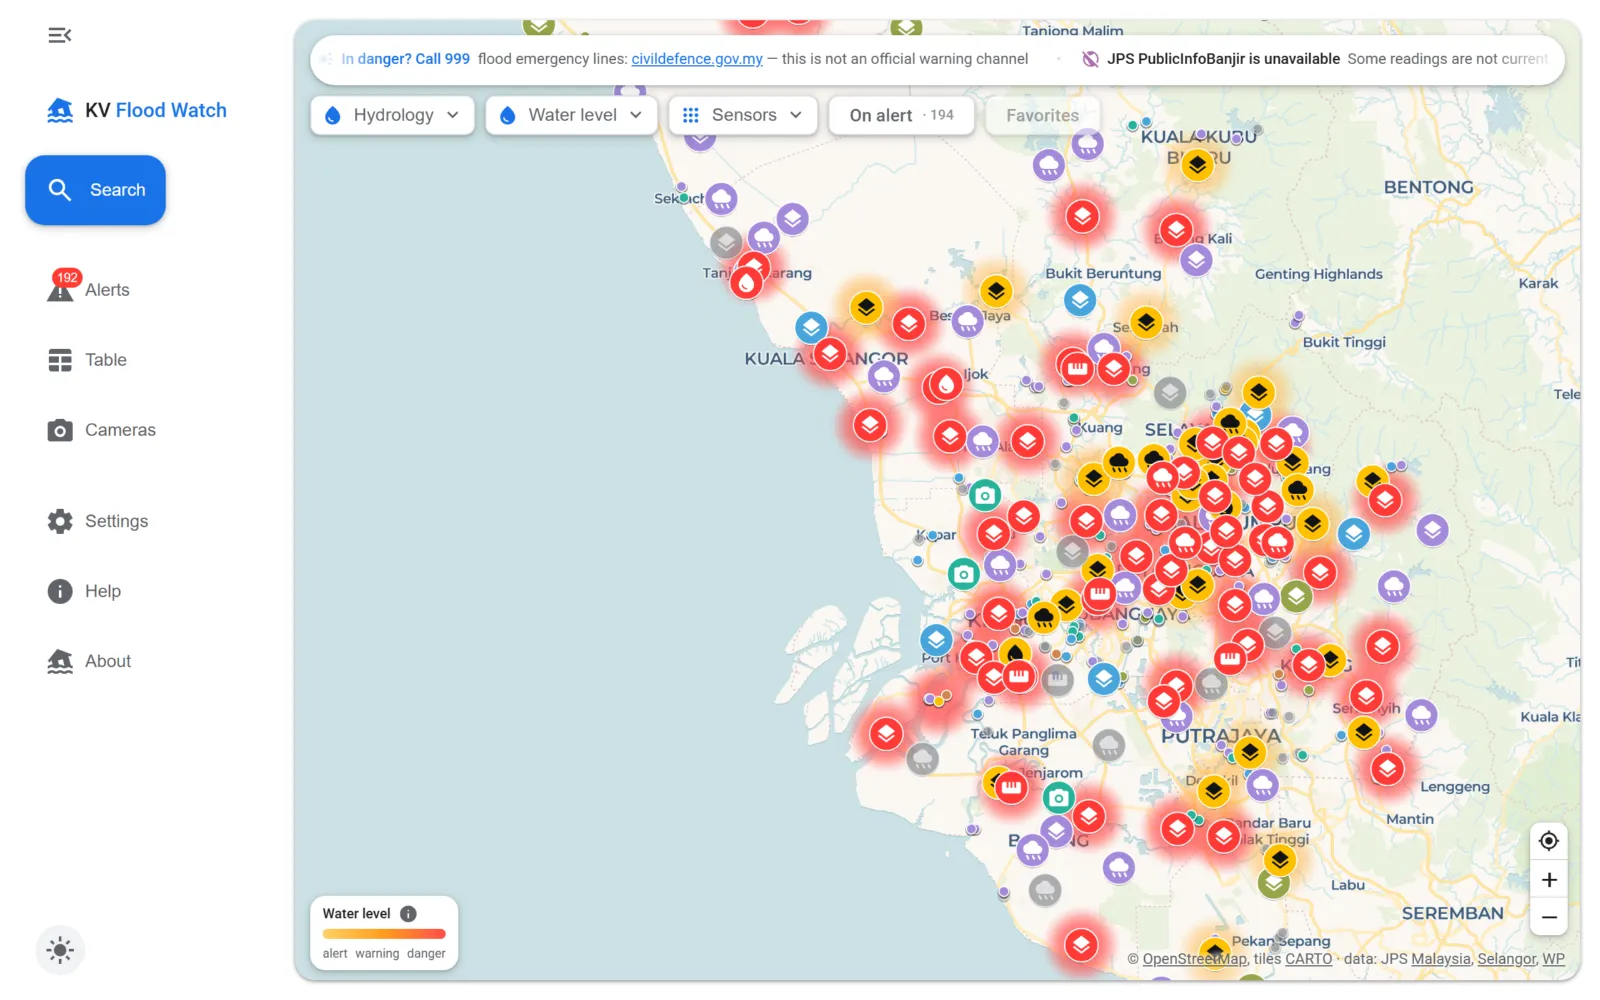 In danger? Call 999 flood emergency lines: civildefence.gov.my — this is not an official warning channel · JPS PublicInfoBanjir is unavailable Some readings are not current
KV Flood Watch
Search
192
Alerts
Table
Cameras
Settings
Help
About
Hydrology
Water level
Sensors
On alert · 194
Favorites
Tanjong Malim
KUALA KUBU
BENTONG
Bukit Beruntung
Genting Highlands
Karak
Bukit Tinggi
KUALA
Kuang
Teluk Panglima
Garang
Jenjarom
PUTRAJAYA
Lenggeng
Mantin
Labu
SEREMBAN
Pekan Sepang
Water level
alert warning danger
© OpenStreetMap, tiles CARTO · data: JPS Malaysia, Selangor, WP